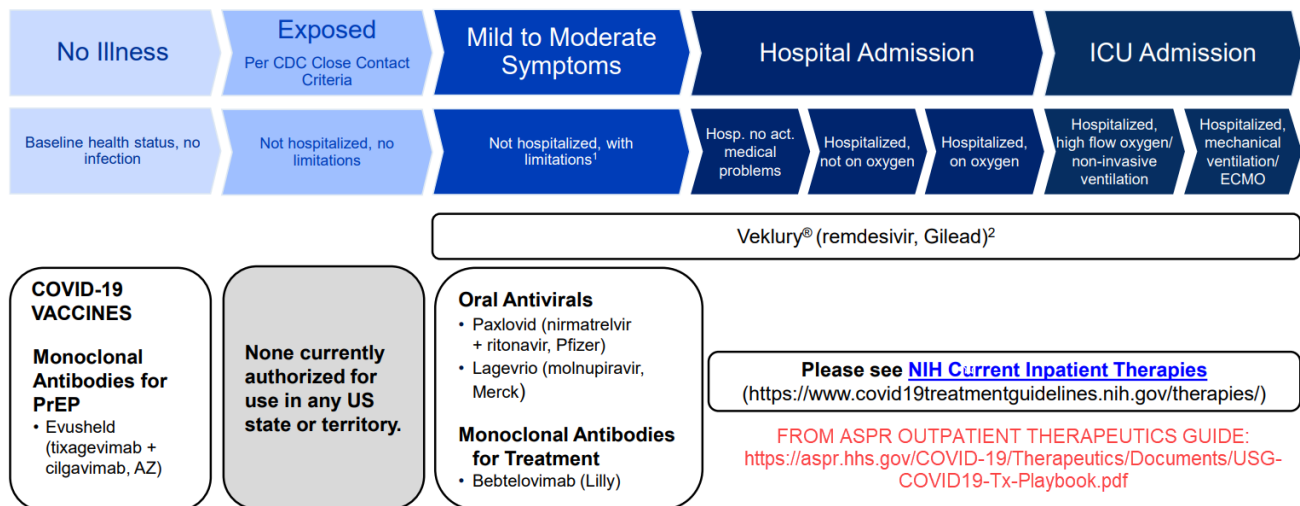 No Illness
Exposed
Per CDC Close Contact
Criteria
Mild to Moderate
Symptoms
Hospital Admission
ICU Admission
Baseline health status, no
infection
Not hospitalized, no
limitations
Not hospitalized, with
limitations¹
Hosp. no act.
medical
problems
Hospitalized,
not on oxygen
Hospitalized,
on oxygen
Hospitalized,
high flow oxygen/
non-invasive
ventilation
Hospitalized,
mechanical
ventilation/
ECMO
Veklury® (remdesivir, Gilead)²
COVID-19
VACCINES
Monoclonal
Antibodies for
PrEP
• Evusheld
(tixagevimab +
cilgavimab, AZ)
None currently
authorized for
use in any US
state or territory.
Oral Antivirals
• Paxlovid (nirmatrelvir
+ ritonavir, Pfizer)
• Lagevrio (molnupiravir,
Merck)
Monoclonal Antibodies
for Treatment
• Bebtelovimab (Lilly)
Please see NIH Current Inpatient Therapies
(https://www.covid19treatmentguidelines.nih.gov/therapies/)
FROM ASPR OUTPATIENT THERAPEUTICS GUIDE:
https://aspr.hhs.gov/COVID-19/Therapeutics/Documents/USG-
COVID19-Tx-Playbook.pdf